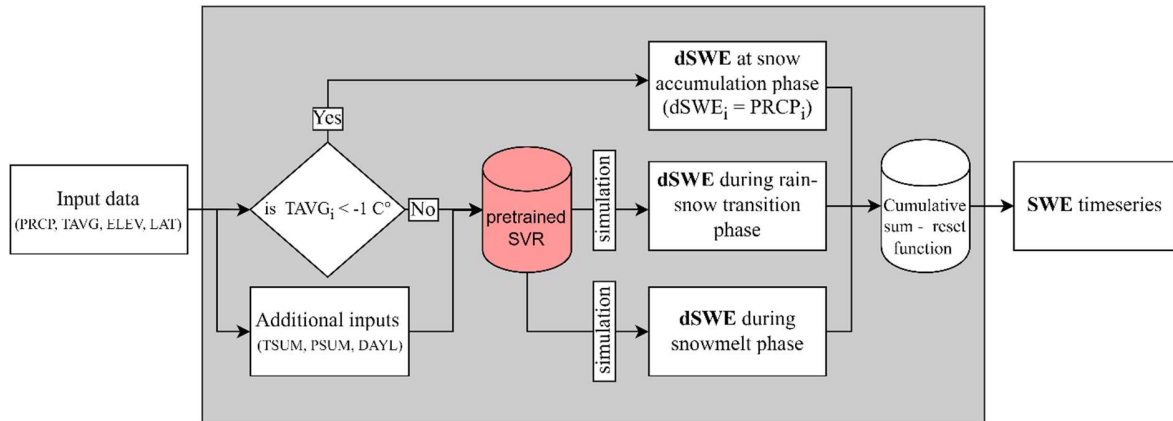 Input data
(PRCP, TAVG, ELEV, LAT)
Yes
is TAVGi < -1 C°
No
Additional inputs
(TSUM, PSUM, DAYL)
pretrained
SVR
simulation
simulation
dSWE at snow
accumulation phase
(dSWEi = PRCPi)
dSWE during rain-
snow transition
phase
dSWE during
snowmelt phase
Cumulative
sum - reset
function
SWE timeseries